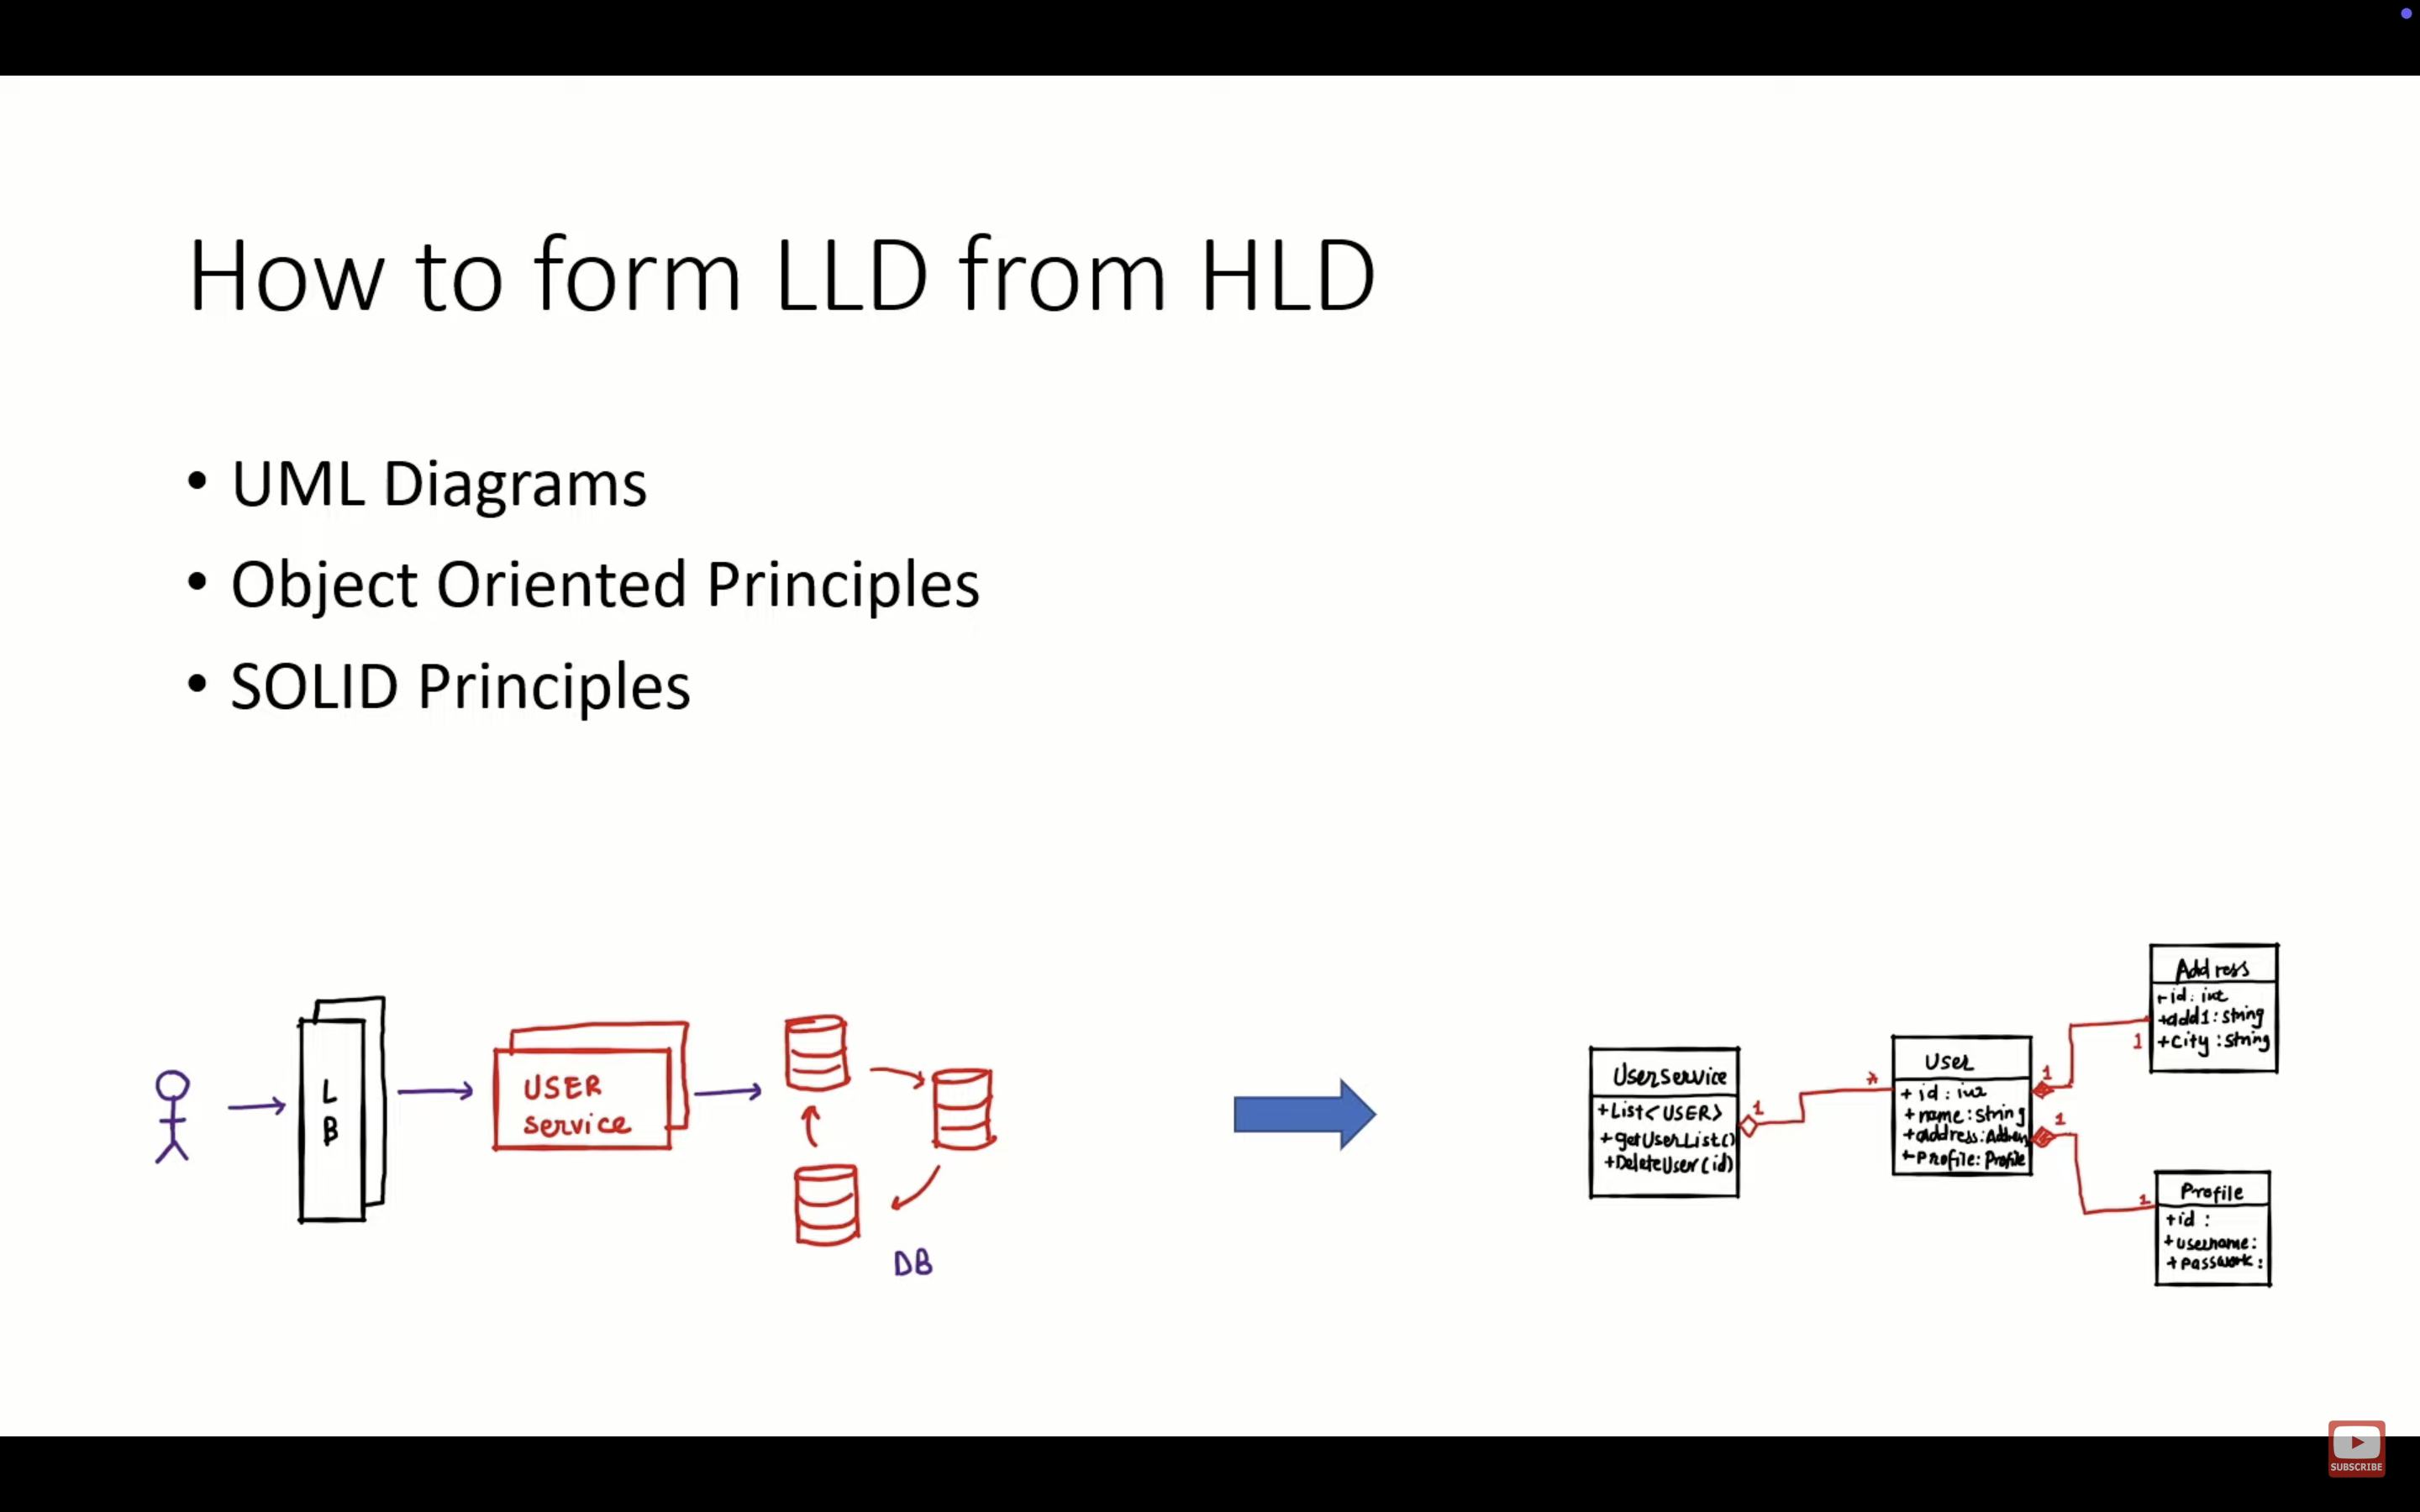 How to form LLD from HLD
• UML Diagrams
• Object Oriented Principles
• SOLID Principles
L
B
USER
service
DB
Userservice
+List<USER>
+getUserList()
+DeleteUser(id)
1
*
User
+id: int
+name: string
+address: Address
+Profile: Profile
1
1
Address
+id: int
+add1: string
+city: string
1
1
Profile
+id :
+username:
+passwork:
SUBSCRIBE